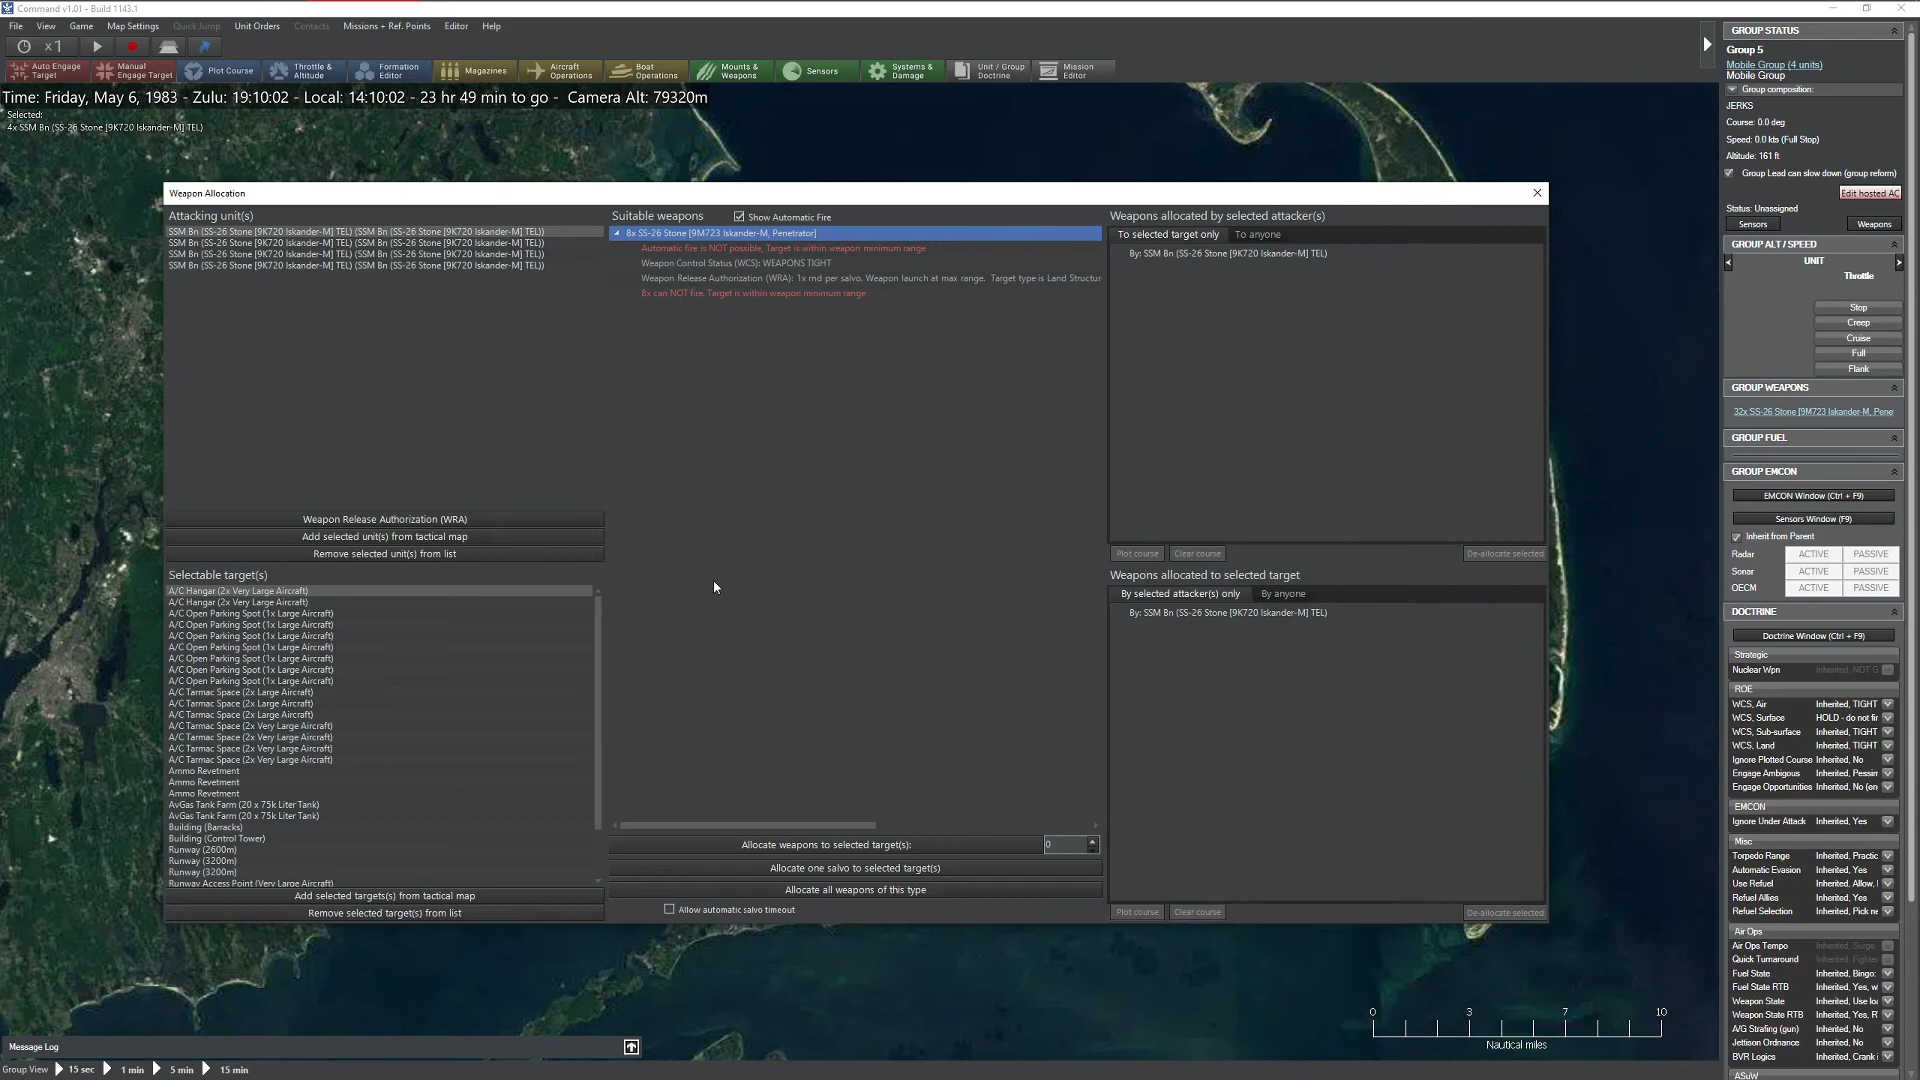 Command v1.01 - Build 1143.1
File View Game Map Settings Quick Jump Unit Orders Contacts Missions + Ref. Points Editor Help
x1
Auto Engage Target
Manual Engage Target
Plot Course
Throttle & Altitude
Formation Editor
Magazines
Aircraft Operations
Boat Operations
Mounts & Weapons
Sensors
Systems & Damage
Unit / Group Doctrine
Mission Editor
Time: Friday, May 6, 1983 - Zulu: 19:10:02 - Local: 14:10:02 - 23 hr 49 min to go - Camera Alt: 79320m
Selected:
4x SSM Bn (SS-26 Stone [9K720 Iskander-M] TEL)
Weapon Allocation
Attacking unit(s)
SSM Bn (SS-26 Stone [9K720 Iskander-M] TEL) (SSM Bn (SS-26 Stone [9K720 Iskander-M] TEL))
SSM Bn (SS-26 Stone [9K720 Iskander-M] TEL) (SSM Bn (SS-26 Stone [9K720 Iskander-M] TEL))
SSM Bn (SS-26 Stone [9K720 Iskander-M] TEL) (SSM Bn (SS-26 Stone [9K720 Iskander-M] TEL))
SSM Bn (SS-26 Stone [9K720 Iskander-M] TEL) (SSM Bn (SS-26 Stone [9K720 Iskander-M] TEL))
Weapon Release Authorization (WRA)
Add selected unit(s) from tactical map
Remove selected unit(s) from list
Selectable target(s)
A/C Hangar (2x Very Large Aircraft)
A/C Hangar (2x Very Large Aircraft)
A/C Open Parking Spot (1x Large Aircraft)
A/C Open Parking Spot (1x Large Aircraft)
A/C Open Parking Spot (1x Large Aircraft)
A/C Open Parking Spot (1x Large Aircraft)
A/C Open Parking Spot (1x Large Aircraft)
A/C Open Parking Spot (1x Large Aircraft)
A/C Open Parking Spot (1x Large Aircraft)
A/C Tarmac Space (2x Large Aircraft)
A/C Tarmac Space (2x Large Aircraft)
A/C Tarmac Space (2x Large Aircraft)
A/C Tarmac Space (2x Very Large Aircraft)
A/C Tarmac Space (2x Very Large Aircraft)
A/C Tarmac Space (2x Very Large Aircraft)
A/C Tarmac Space (2x Very Large Aircraft)
Ammo Revetment
Ammo Revetment
Ammo Revetment
AvGas Tank Farm (20 x 75k Liter Tank)
AvGas Tank Farm (20 x 75k Liter Tank)
Building (Barracks)
Building (Control Tower)
Runway (2600m)
Runway (3200m)
Runway (3200m)
Runway Access Point (Very Large Aircraft)
Add selected targets(s) from tactical map
Remove selected target(s) from list
Suitable weapons Show Automatic Fire
8x SS-26 Stone [9M723 Iskander-M, Penetrator]
Automatic fire is NOT possible, Target is within weapon minimum range
Weapon Control Status (WCS): WEAPONS TIGHT
Weapon Release Authorization (WRA): 1x rnd per salvo. Weapon launch at max range. Target type is Land Structur
8x can NOT fire. Target is within weapon minimum range
Allocate weapons to selected target(s): 0
Allocate one salvo to selected target(s)
Allocate all weapons of this type
Allow automatic salvo timeout
Weapons allocated by selected attacker(s)
To selected target only To anyone
By: SSM Bn (SS-26 Stone [9K720 Iskander-M] TEL)
Plot course Clear course De-allocate selected
Weapons allocated to selected target
By selected attacker(s) only By anyone
By: SSM Bn (SS-26 Stone [9K720 Iskander-M] TEL)
Plot course Clear course De-allocate selected
GROUP STATUS
Group 5
Mobile Group (4 units)
Mobile Group
Group composition:
JERKS
Course: 0.0 deg
Speed: 0.0 kts (Full Stop)
Altitude: 161 ft
Group Lead can slow down (group reform)
Edit hosted AC
Status: Unassigned
Sensors Weapons
GROUP ALT / SPEED
UNIT
Throttle
Stop
Creep
Cruise
Full
Flank
GROUP WEAPONS
32x SS-26 Stone [9M723 Iskander-M, Pene
GROUP FUEL
GROUP EMCON
EMCON Window (Ctrl + F9)
Sensors Window (F9)
Inherit from Parent
Radar ACTIVE PASSIVE
Sonar ACTIVE PASSIVE
OECM ACTIVE PASSIVE
DOCTRINE
Doctrine Window (Ctrl + F9)
Strategic
Nuclear Wpn Inherited, NOT G
ROE
WCS, Air Inherited, TIGHT
WCS, Surface HOLD - do not fir
WCS, Sub-surface Inherited, TIGHT
WCS, Land Inherited, TIGHT
Ignore Plotted Course Inherited, No
Engage Ambiguous Inherited, Pessim
Engage Opportunities Inherited, No (en
EMCON
Ignore Under Attack Inherited, Yes
Misc
Torpedo Range Inherited, Practic
Automatic Evasion Inherited, Yes
Use Refuel Inherited, Allow,
Refuel Allies Inherited, Yes
Refuel Selection Inherited, Pick ne
Air Ops
Air Ops Tempo Inherited, Surge
Quick Turnaround Inherited, Fighter
Fuel State Inherited, Bingo:
Fuel State RTB Inherited, Yes, w
Weapon State Inherited, Use loa
Weapon State RTB Inherited, Yes, R
A/G Strafing (gun) Inherited, No
Jettison Ordnance Inherited, No
BVR Logics Inherited, Crank
ASuW
0 3 7 10
Nautical miles
Message Log
Group View 15 sec 1 min 5 min 15 min